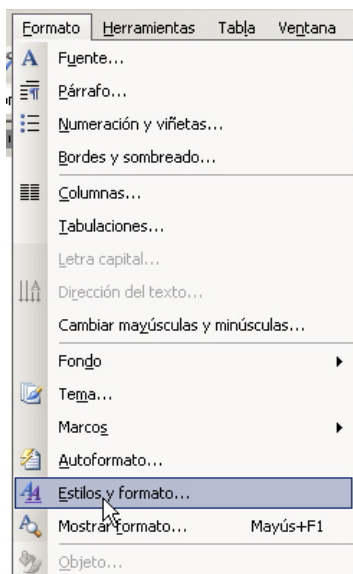 Formato Herramientas Tabla Ventana
Fuente...
Párrafo...
Numeración y viñetas...
Bordes y sombreado...
Columnas...
Tabulaciones...
Letra capital...
Dirección del texto...
Cambiar mayúsculas y minúsculas...
Fondo
Tema...
Marcos
Autoformato...
Estilos y formato...
Mostrar formato... Mayús+F1
Objeto...